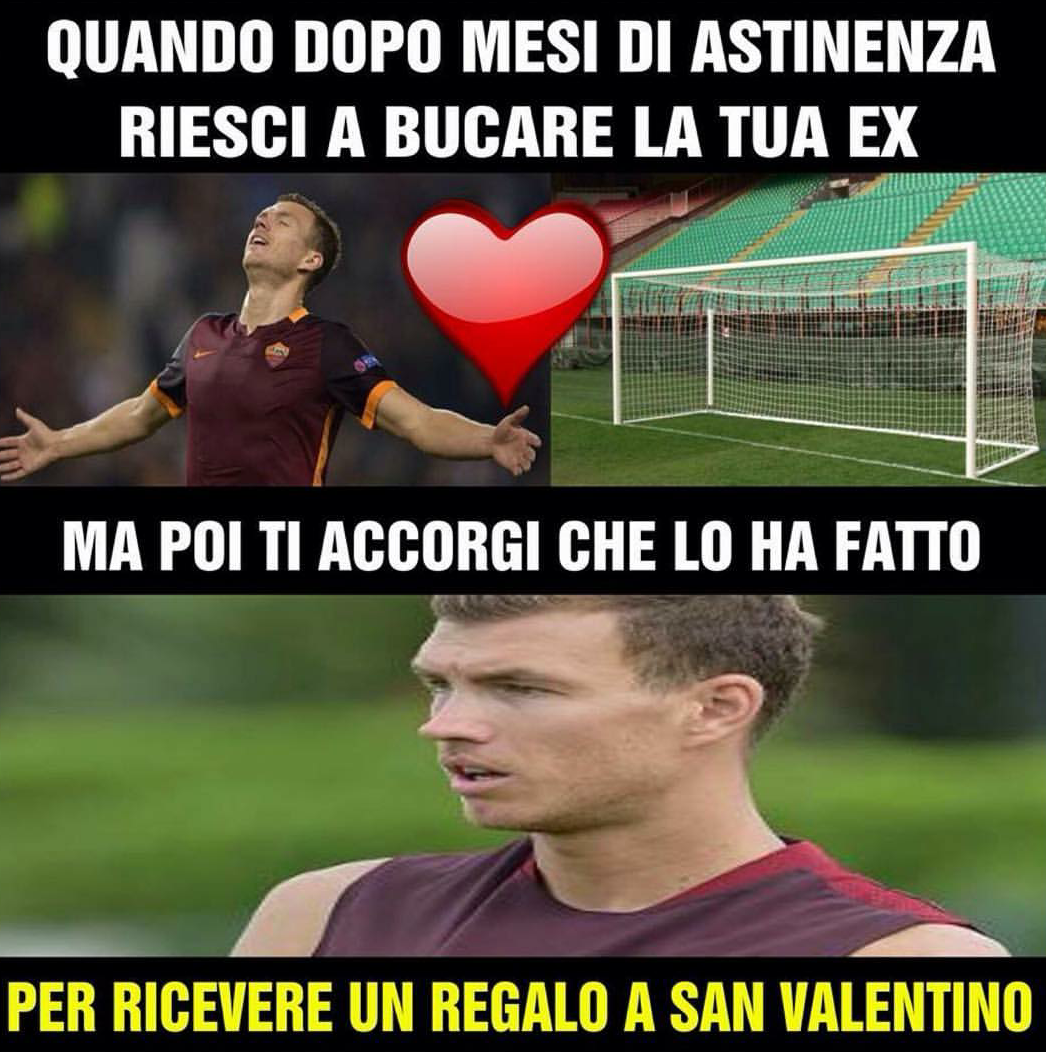 QUANDO DOPO MESI DI ASTINENZA
RIESCI A BUCARE LA TUA EX
MA POI TI ACCORGI CHE LO HA FATTO
PER RICEVERE UN REGALO A SAN VALENTINO